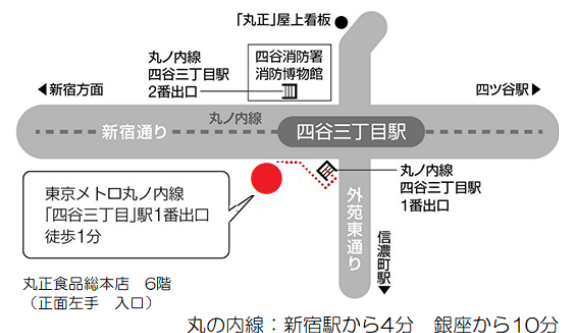 「丸正」屋上看板
丸ノ内線
四谷三丁目駅
2番出口
四谷消防署
消防博物館
◀新宿方面
四ツ谷駅▶
丸ノ内線
新宿通り
四谷三丁目駅
丸ノ内線
四谷三丁目駅
1番出口
東京メトロ丸ノ内線
「四谷三丁目」駅1番出口
徒歩1分
外苑東通り
信濃町駅▶
丸正食品総本店 6階
（正面左手 入口）
丸の内線：新宿駅から4分 銀座から10分